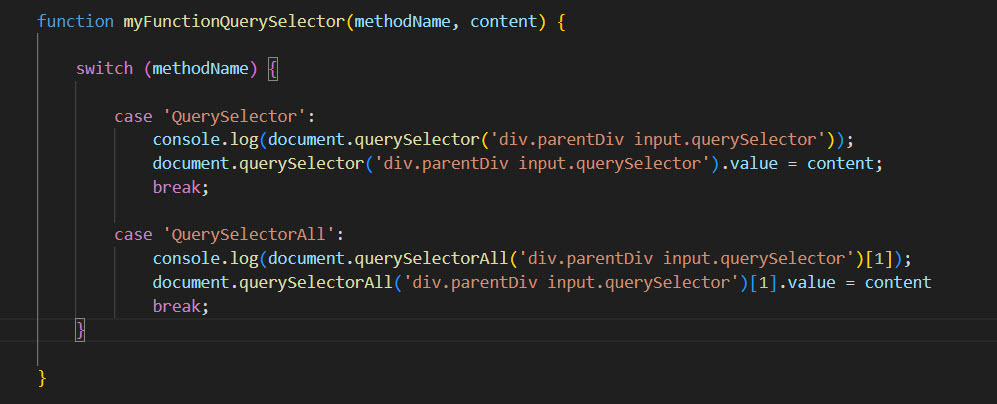 function myFunctionQuerySelector(methodName, content) {
switch (methodName) {
case 'QuerySelector':
console.log(document.querySelector('div.parentDiv input.querySelector'));
document.querySelector('div.parentDiv input.querySelector').value = content;
break;
case 'QuerySelectorAll':
console.log(document.querySelectorAll('div.parentDiv input.querySelector')[1]);
document.querySelectorAll('div.parentDiv input.querySelector')[1].value = content
break;
}
}